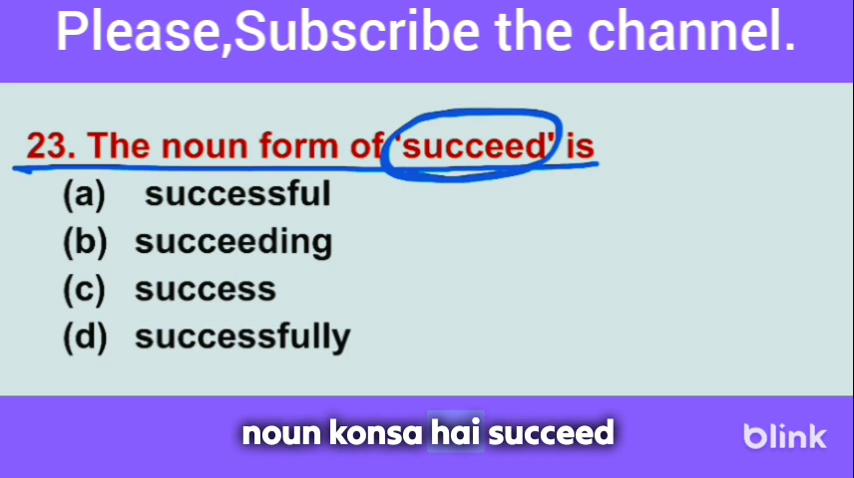 Please,Subscribe the channel.
23. The noun form of 'succeed' is
(a) successful
(b) succeeding
(c) success
(d) successfully
noun konsa hai succeed
blink